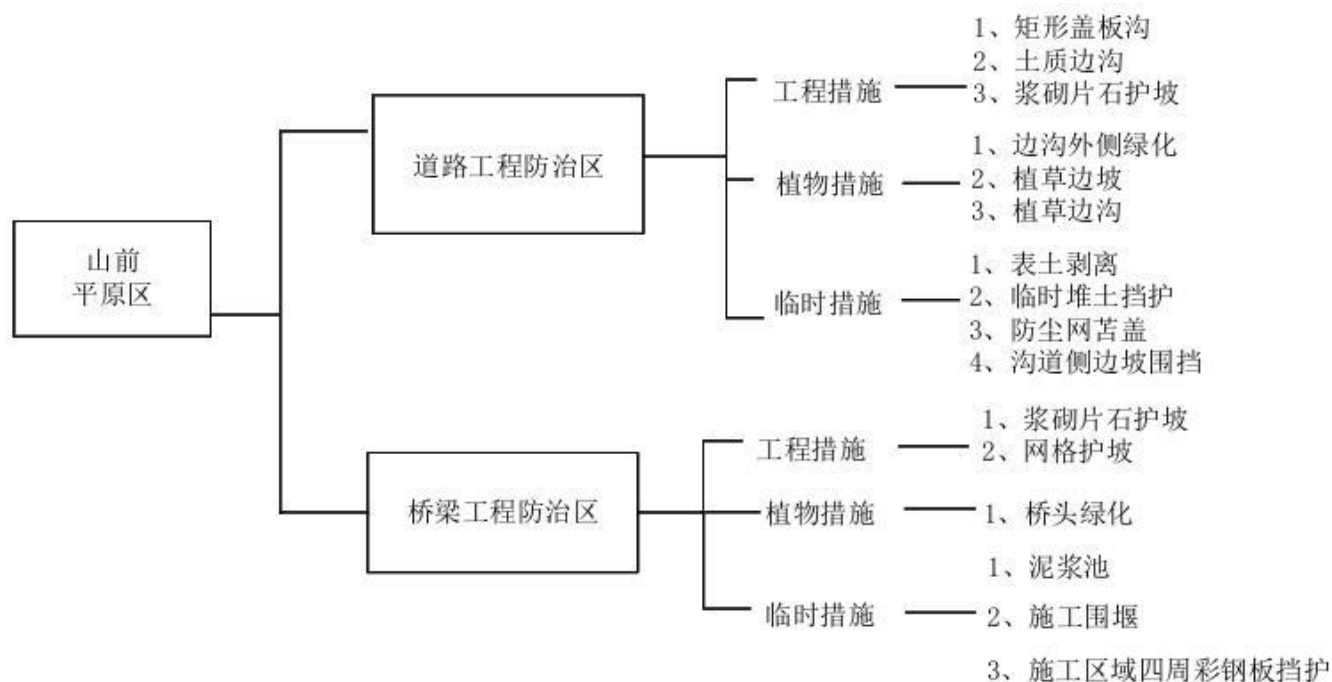 山前
平原区
道路工程防治区
工程措施
1、矩形盖板沟
2、土质边沟
3、浆砌片石护坡
植物措施
1、边沟外侧绿化
2、植草边坡
3、植草边沟
临时措施
1、表土剥离
2、临时堆土挡护
3、防尘网苫盖
4、沟道侧边坡围挡
桥梁工程防治区
工程措施
1、浆砌片石护坡
2、网格护坡
植物措施
1、桥头绿化
临时措施
1、泥浆池
2、施工围堰
3、施工区域四周彩钢板挡护